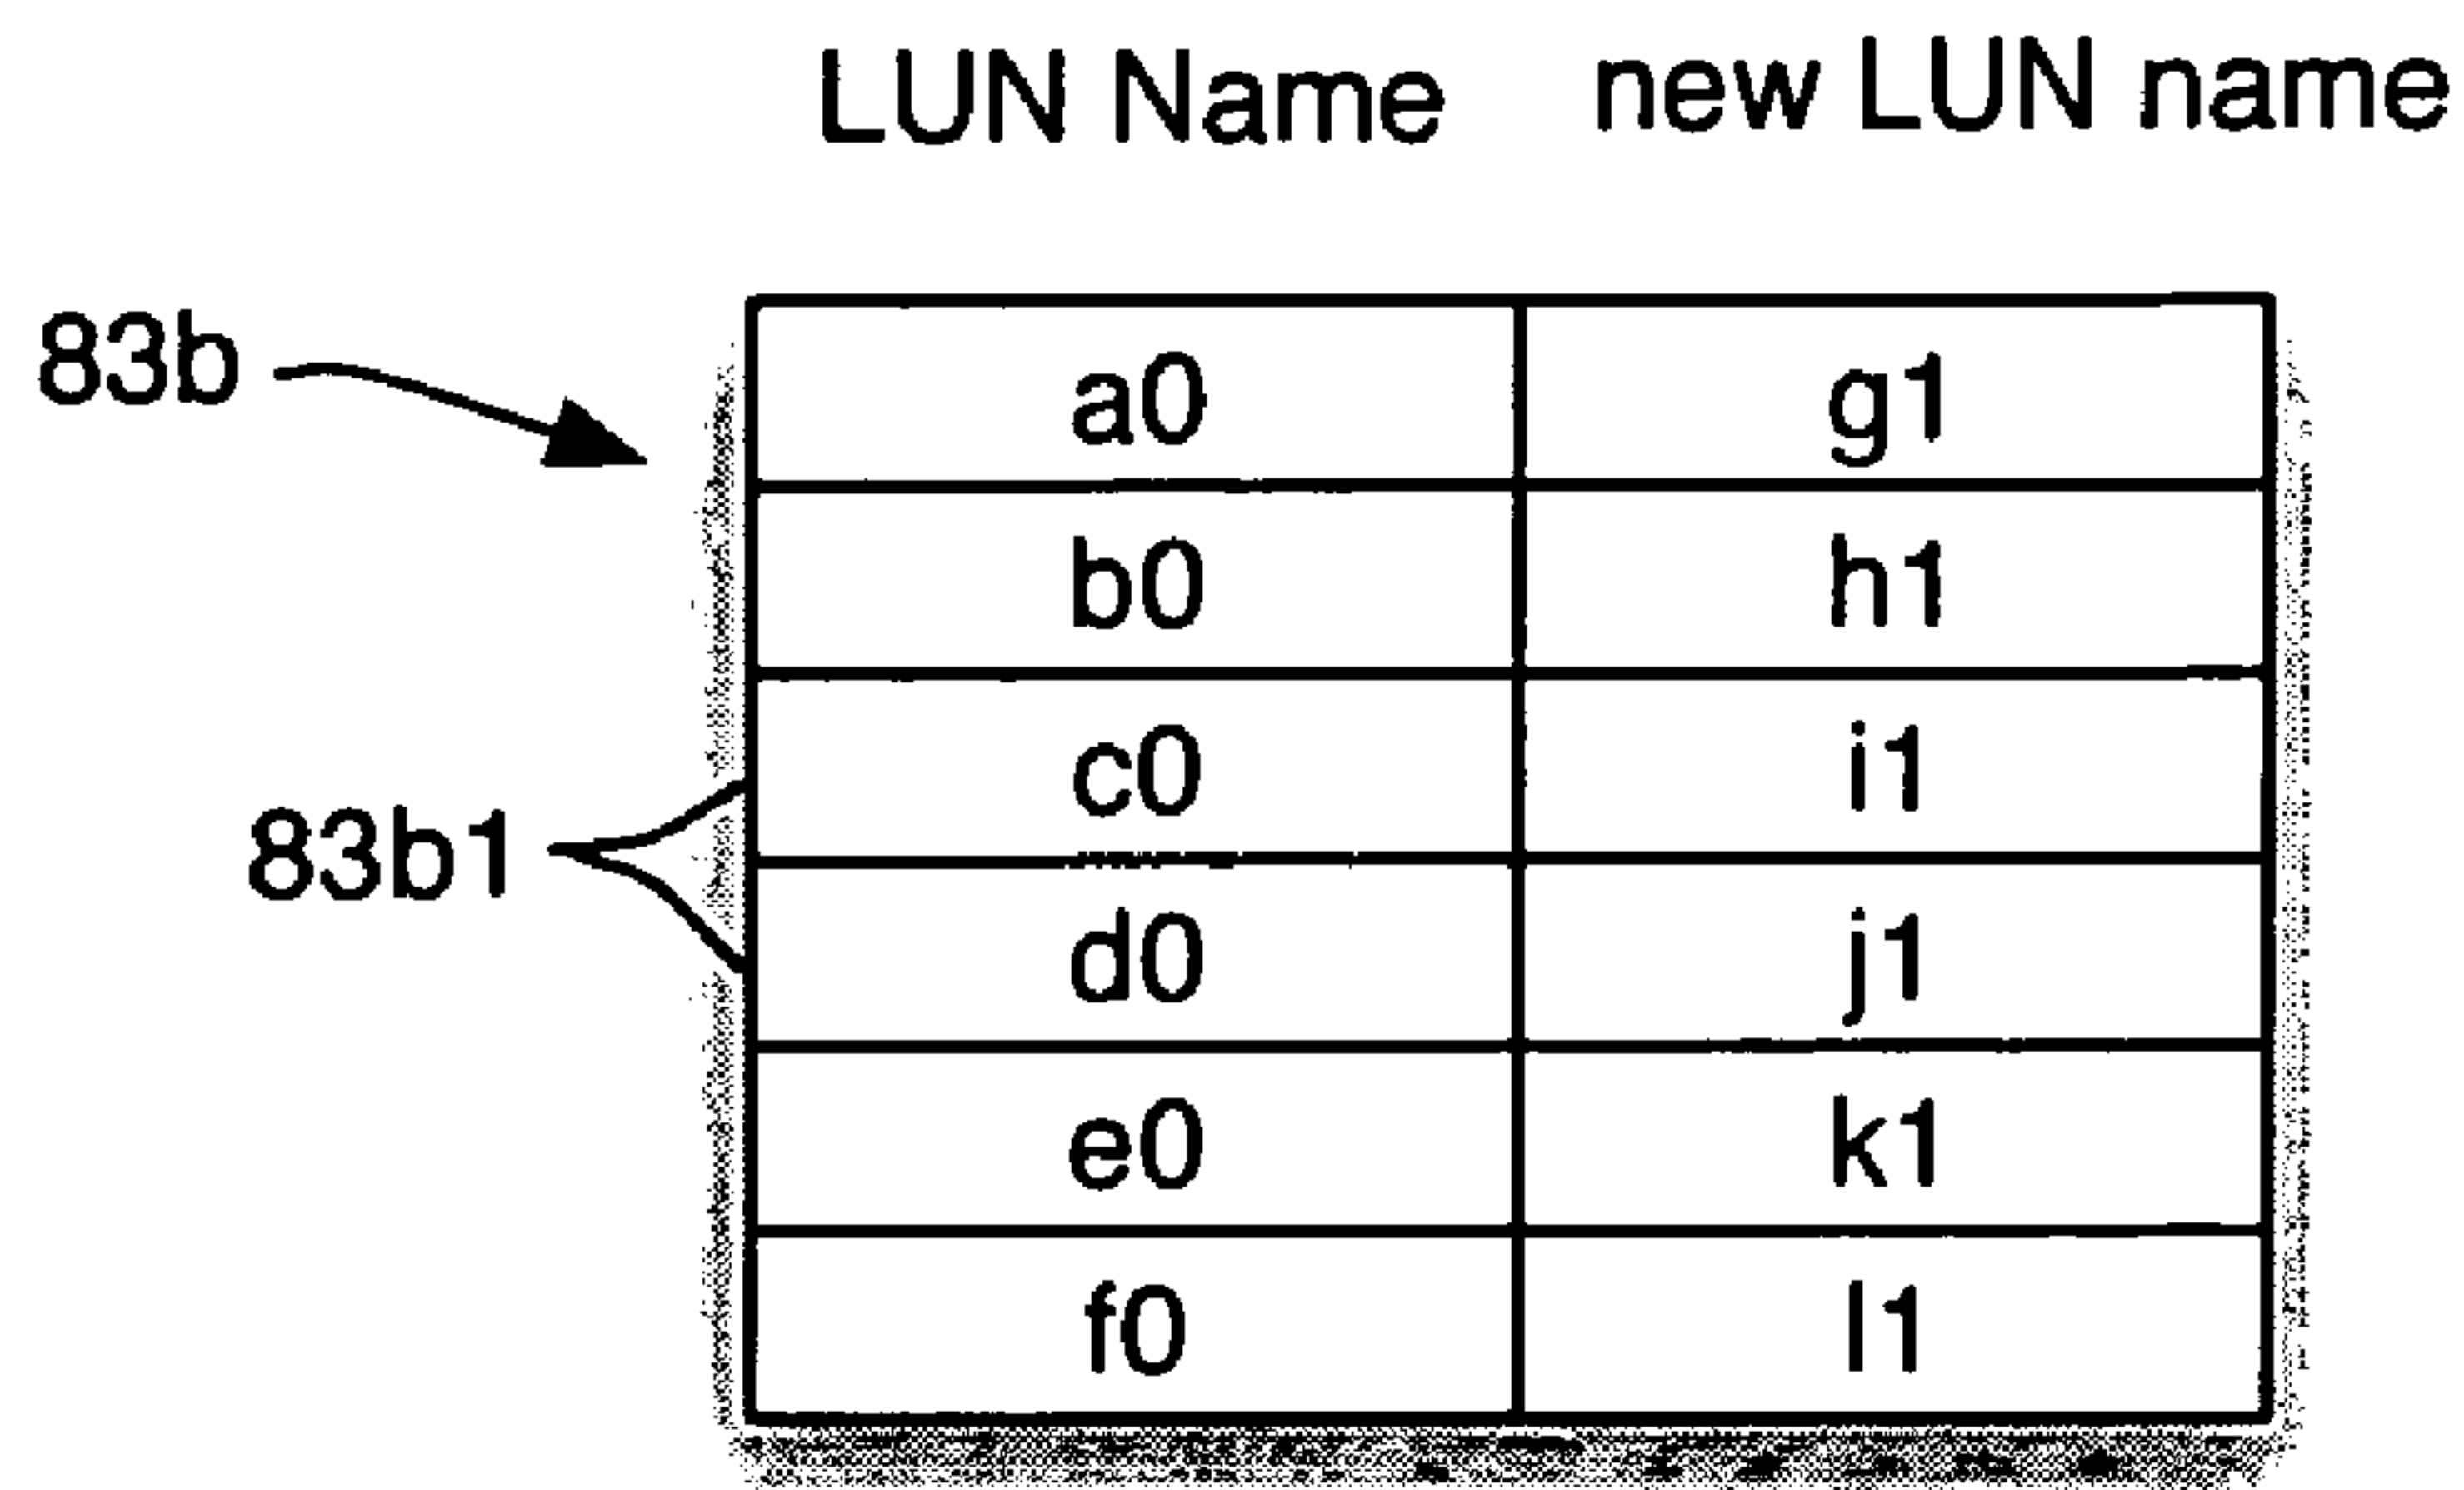 LUN Name new LUN name
83b
a0 g1
b0 h1
c0 i1
83b1
d0 j1
e0 k1
f0 l1